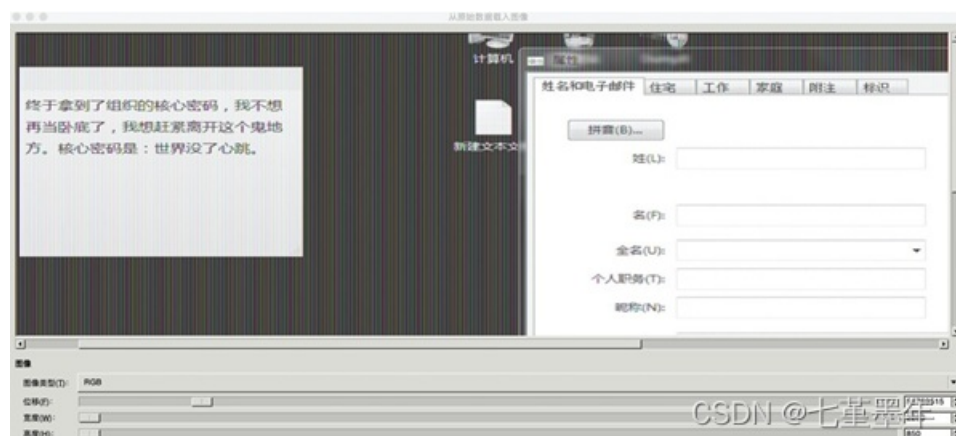 从原始数据载入图像
计算机
属性
终于拿到了组织的核心密码，我不想
再当卧底了，我想赶紧离开这个鬼地
方。核心密码是：世界没了心跳。
新建文本文
姓名和电子邮件 住宅 工作 家庭 附注 标识
拼音(B)...
姓(L):
名(F):
全名(U):
个人职务(T):
昵称(N):
图像
图像类型(T): RGB
位移(F):
宽度(W):
高度(H): 850
CSDN @七堇墨年